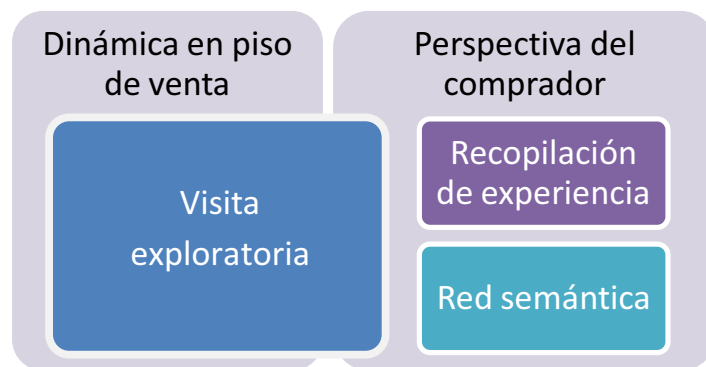 Dinámica en piso
de venta
Visita
exploratoria
Perspectiva del
comprador
Recopilación
de experiencia
Red semántica